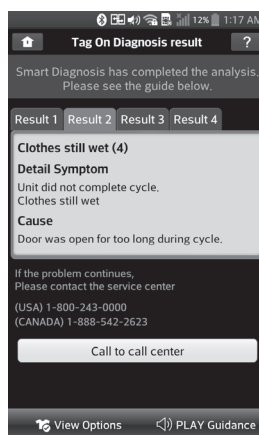 12% 1:17 AM
Tag On Diagnosis result ?
Smart Diagnosis has completed the analysis.
Please see the guide below.
Result 1 Result 2 Result 3 Result 4
Clothes still wet (4)
Detail Symptom
Unit did not complete cycle.
Clothes still wet
Cause
Door was open for too long during cycle.
If the problem continues,
Please contact the service center
(USA) 1-800-243-0000
(CANADA) 1-888-542-2623
Call to call center
View Options PLAY Guidance